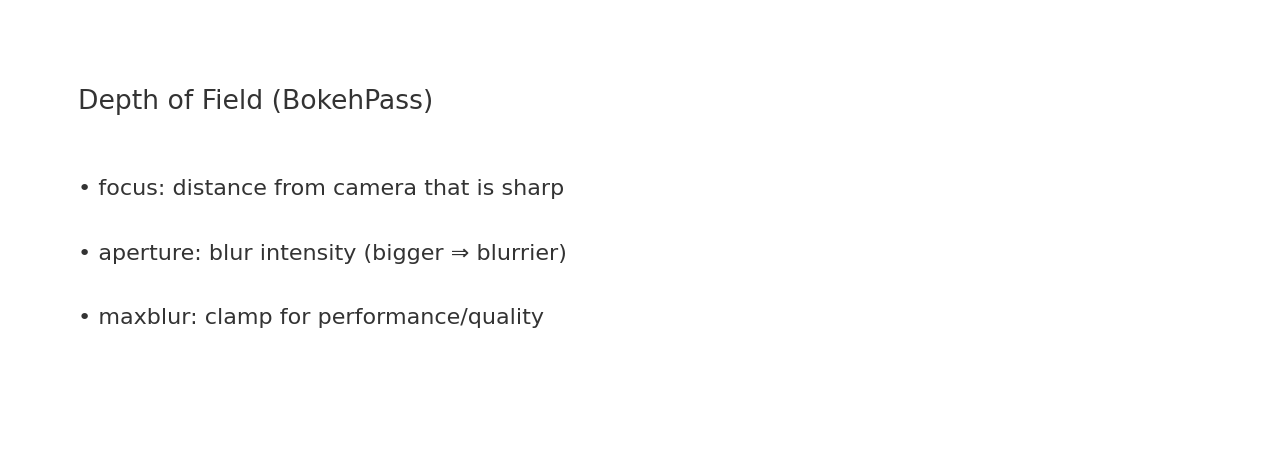 Depth of Field (BokehPass)
• focus: distance from camera that is sharp
• aperture: blur intensity (bigger ⇒ blurrier)
• maxblur: clamp for performance/quality